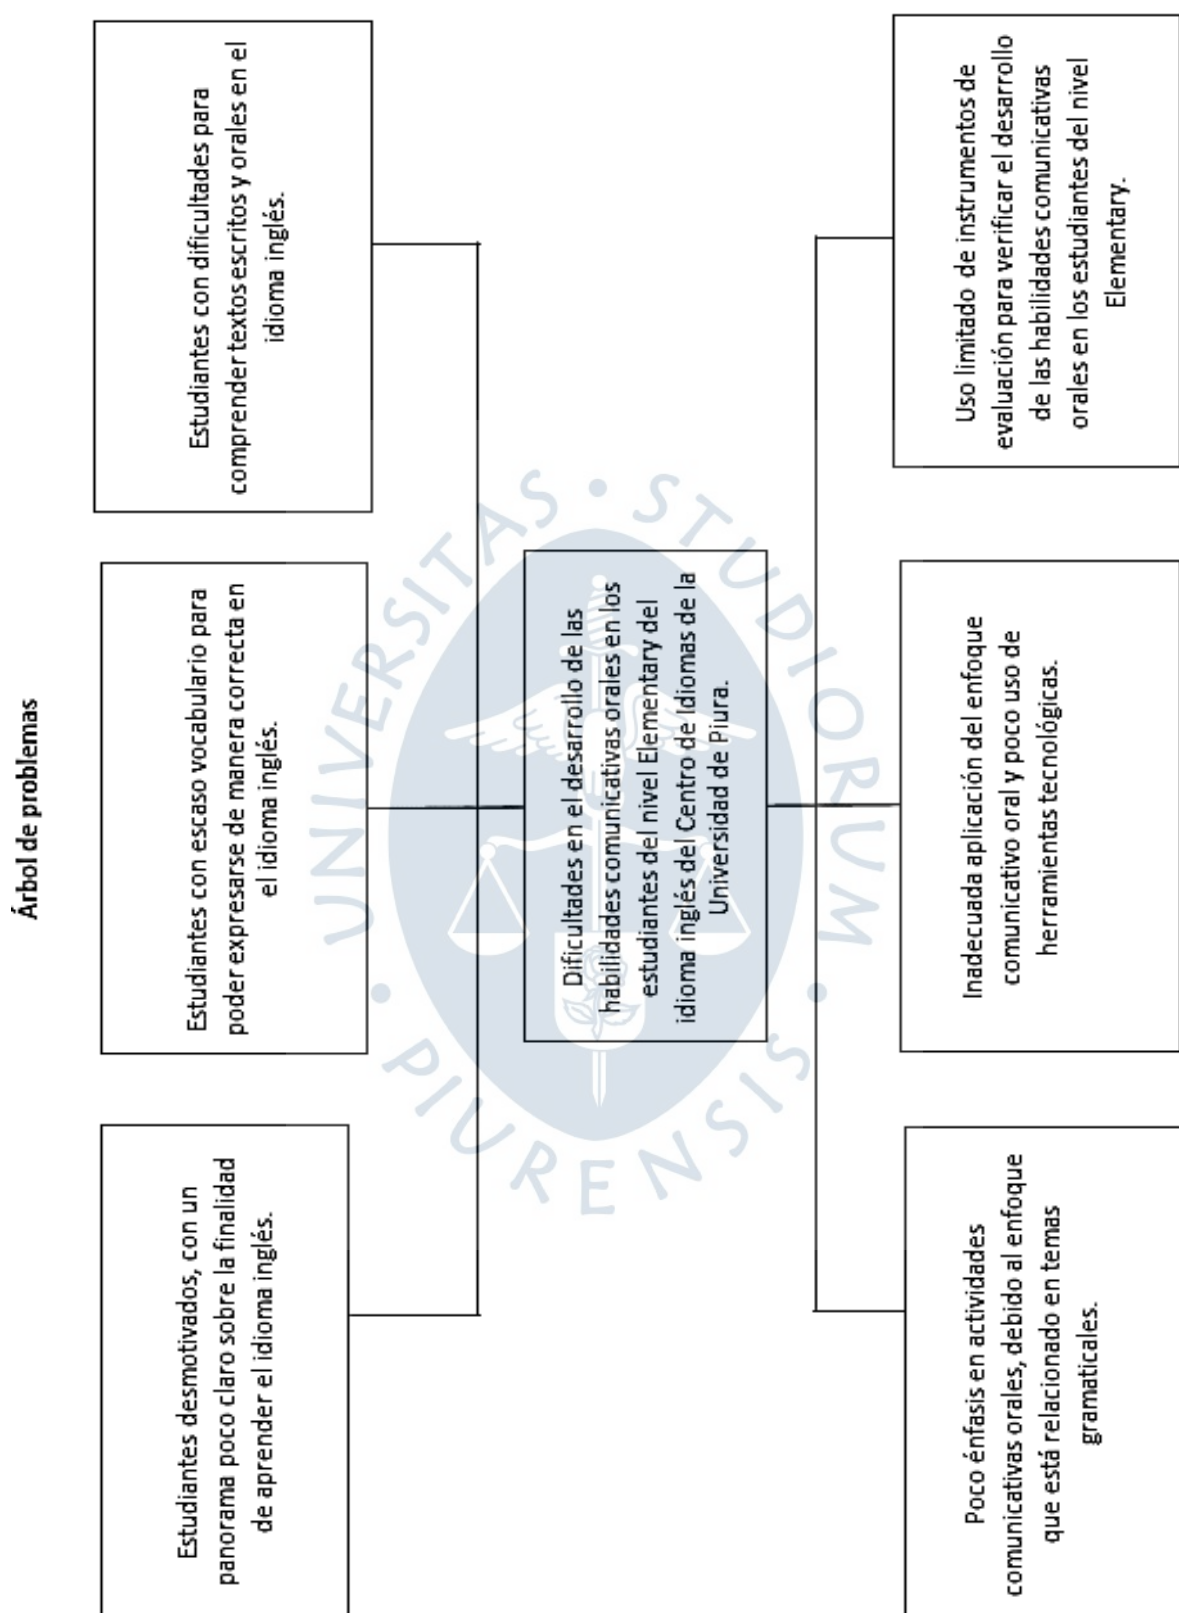 Árbol de problemas
Estudiantes desmotivados, con un
panorama poco claro sobre la finalidad
de aprender el idioma inglés.
Estudiantes con escaso vocabulario para
poder expresarse de manera correcta en
el idioma inglés.
Estudiantes con dificultades para
comprender textos escritos y orales en el
idioma inglés.
Dificultades en el desarrollo de las
habilidades comunicativas orales en los
estudiantes del nivel Elementary del
idioma inglés del Centro de Idiomas de la
Universidad de Piura.
Poco énfasis en actividades
comunicativas orales, debido al enfoque
que está relacionado en temas
gramaticales.
Inadecuada aplicación del enfoque
comunicativo oral y poco uso de
herramientas tecnológicas.
Uso limitado de instrumentos de
evaluación para verificar el desarrollo
de las habilidades comunicativas
orales en los estudiantes del nivel
Elementary.
UNIVERSITAS · STUDIORUM · PIURENSIS ·